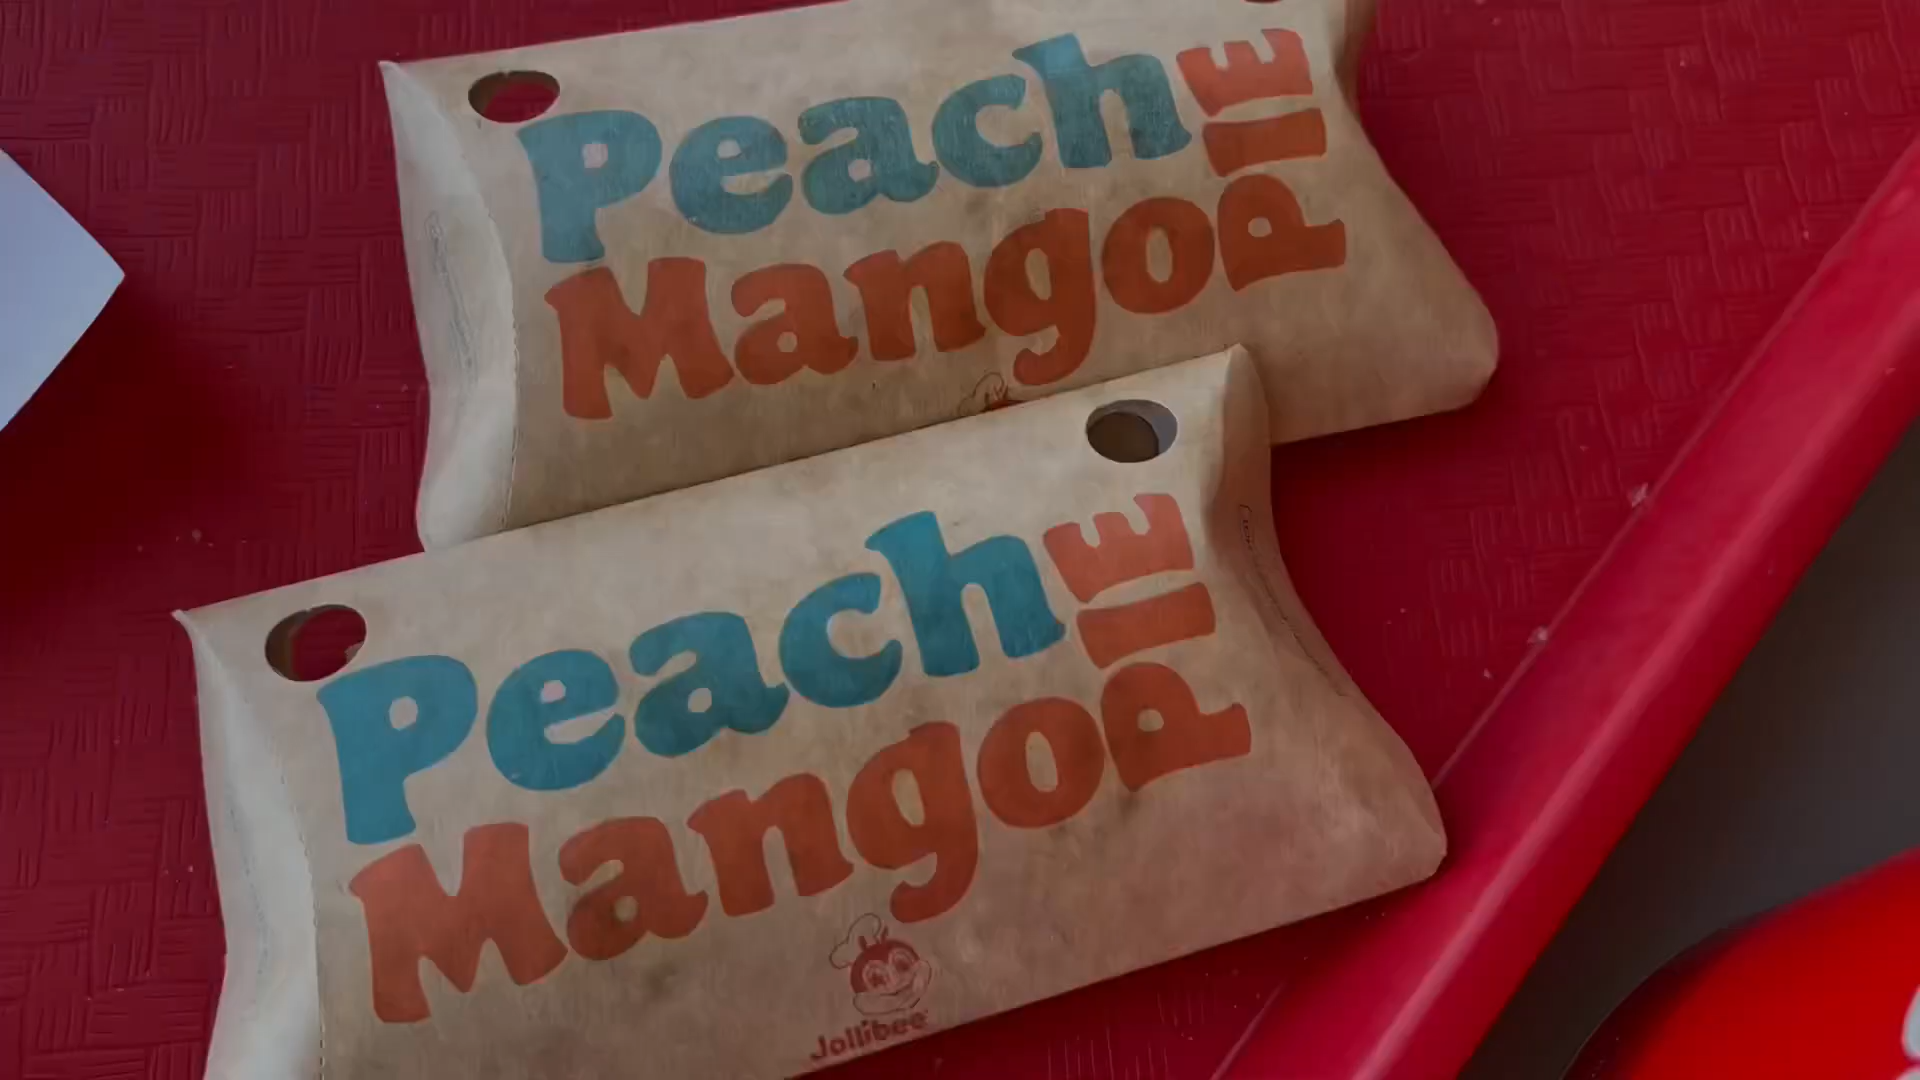 Peach
Mango
PIE
Peach
Mango
PIE
Jollibee